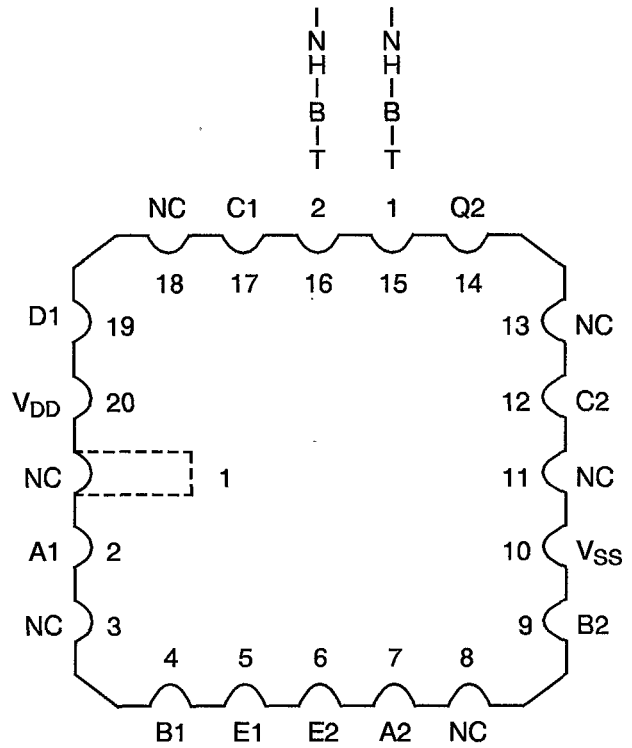 INHIBIT INHIBIT
NC C1 2 1 Q2
18 17 16 15 14
D1 19 13 NC
VDD 20 12 C2
NC 1 11 NC
A1 2 10 VSS
NC 3 9 B2
4 5 6 7 8
B1 E1 E2 A2 NC